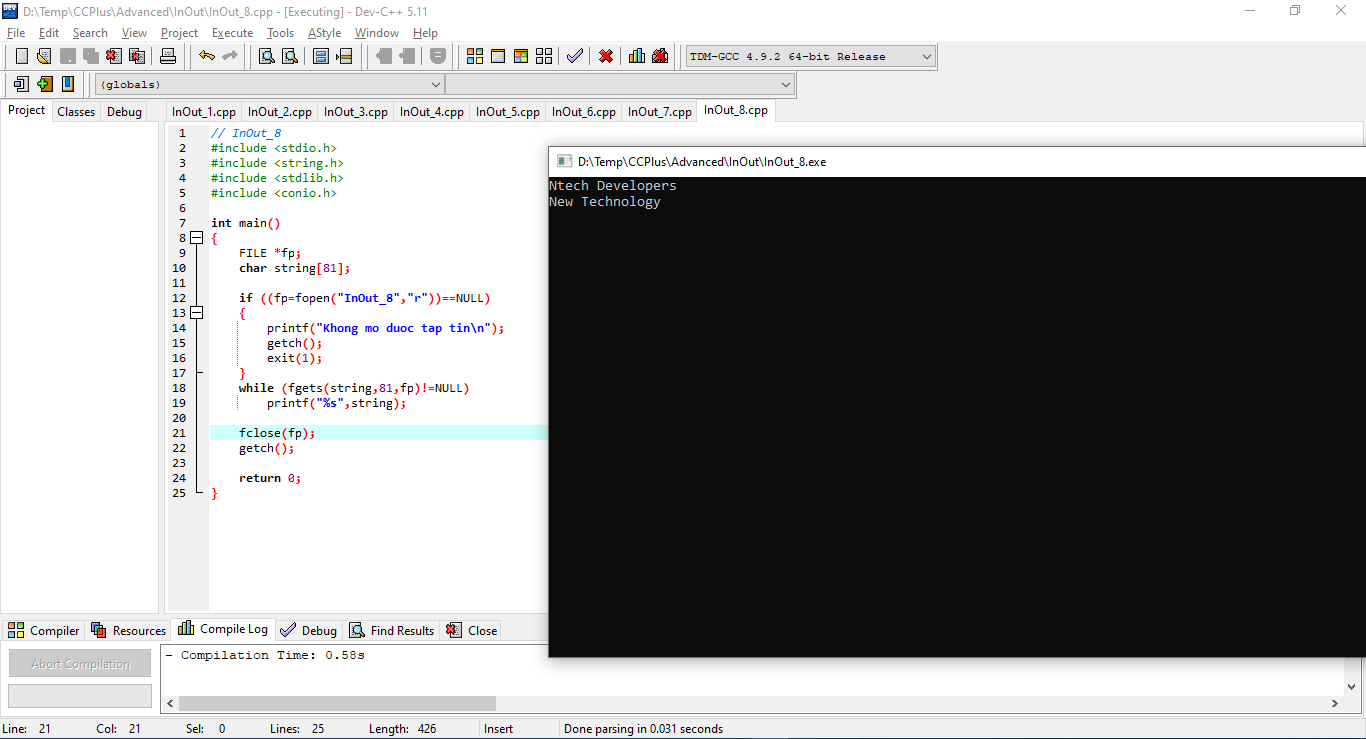 D:\Temp\CCPlus\Advanced\InOut\InOut_8.cpp - [Executing] - Dev-C++ 5.11
File Edit Search View Project Execute Tools AStyle Window Help
TDM-GCC 4.9.2 64-bit Release
(globals)
Project Classes Debug
InOut_1.cpp InOut_2.cpp InOut_3.cpp InOut_4.cpp InOut_5.cpp InOut_6.cpp InOut_7.cpp InOut_8.cpp
1 // InOut_8
2 #include <stdio.h>
3 #include <string.h>
4 #include <stdlib.h>
5 #include <conio.h>
6
7 int main()
8 {
9 FILE *fp;
10 char string[81];
11
12 if ((fp=fopen("InOut_8","r"))==NULL)
13 {
14 printf("Khong mo duoc tap tin\n");
15 getch();
16 exit(1);
17 }
18 while (fgets(string,81,fp)!=NULL)
19 printf("%s",string);
20
21 fclose(fp);
22 getch();
23
24 return 0;
25 }
D:\Temp\CCPlus\Advanced\InOut\InOut_8.exe
Ntech Developers
New Technology
Compiler Resources Compile Log Debug Find Results Close
Abort Compilation
- Compilation Time: 0.58s
Line: 21 Col: 21 Sel: 0 Lines: 25 Length: 426 Insert Done parsing in 0.031 seconds